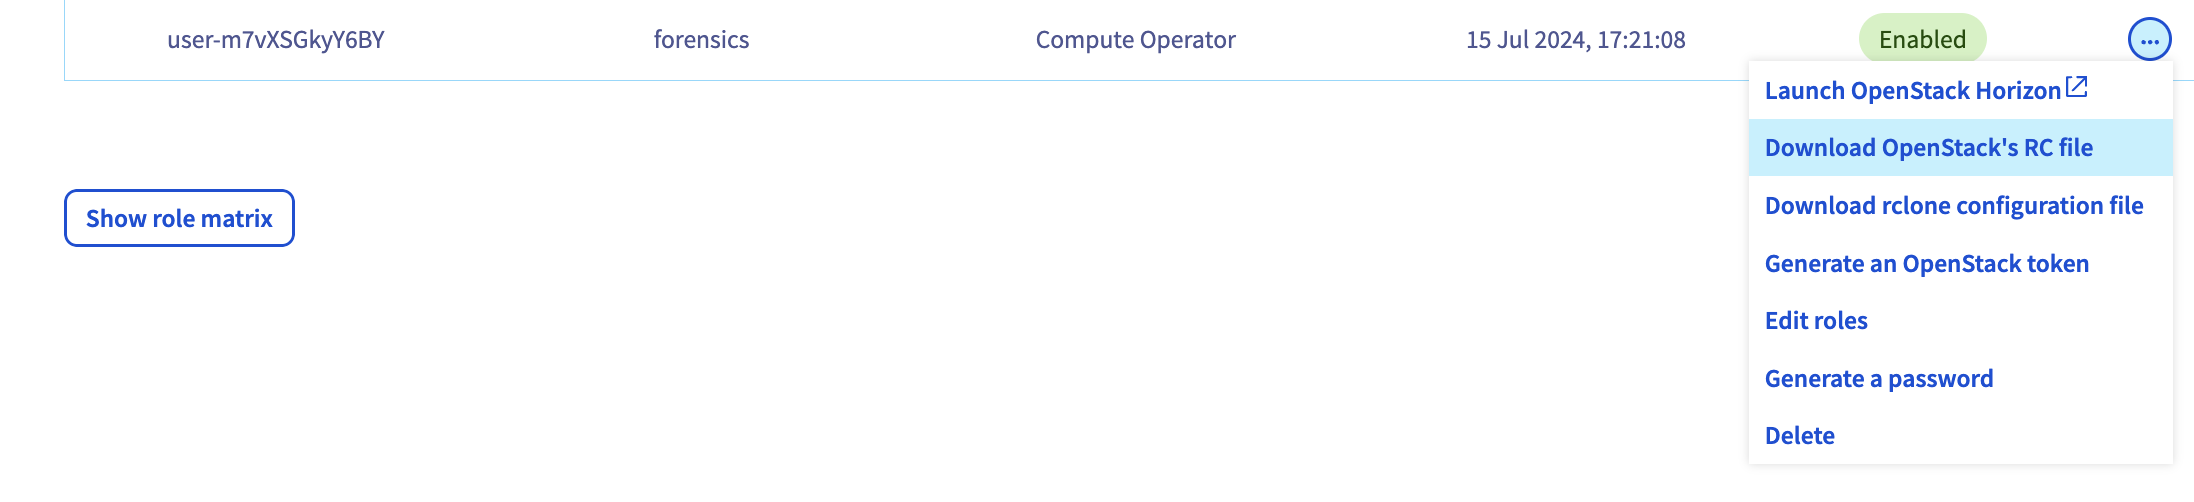 user-m7vXSGkyY6BY forensics Compute Operator 15 Jul 2024, 17:21:08 Enabled ...
Launch OpenStack Horizon
Download OpenStack's RC file
Download rclone configuration file
Generate an OpenStack token
Edit roles
Generate a password
Delete
Show role matrix